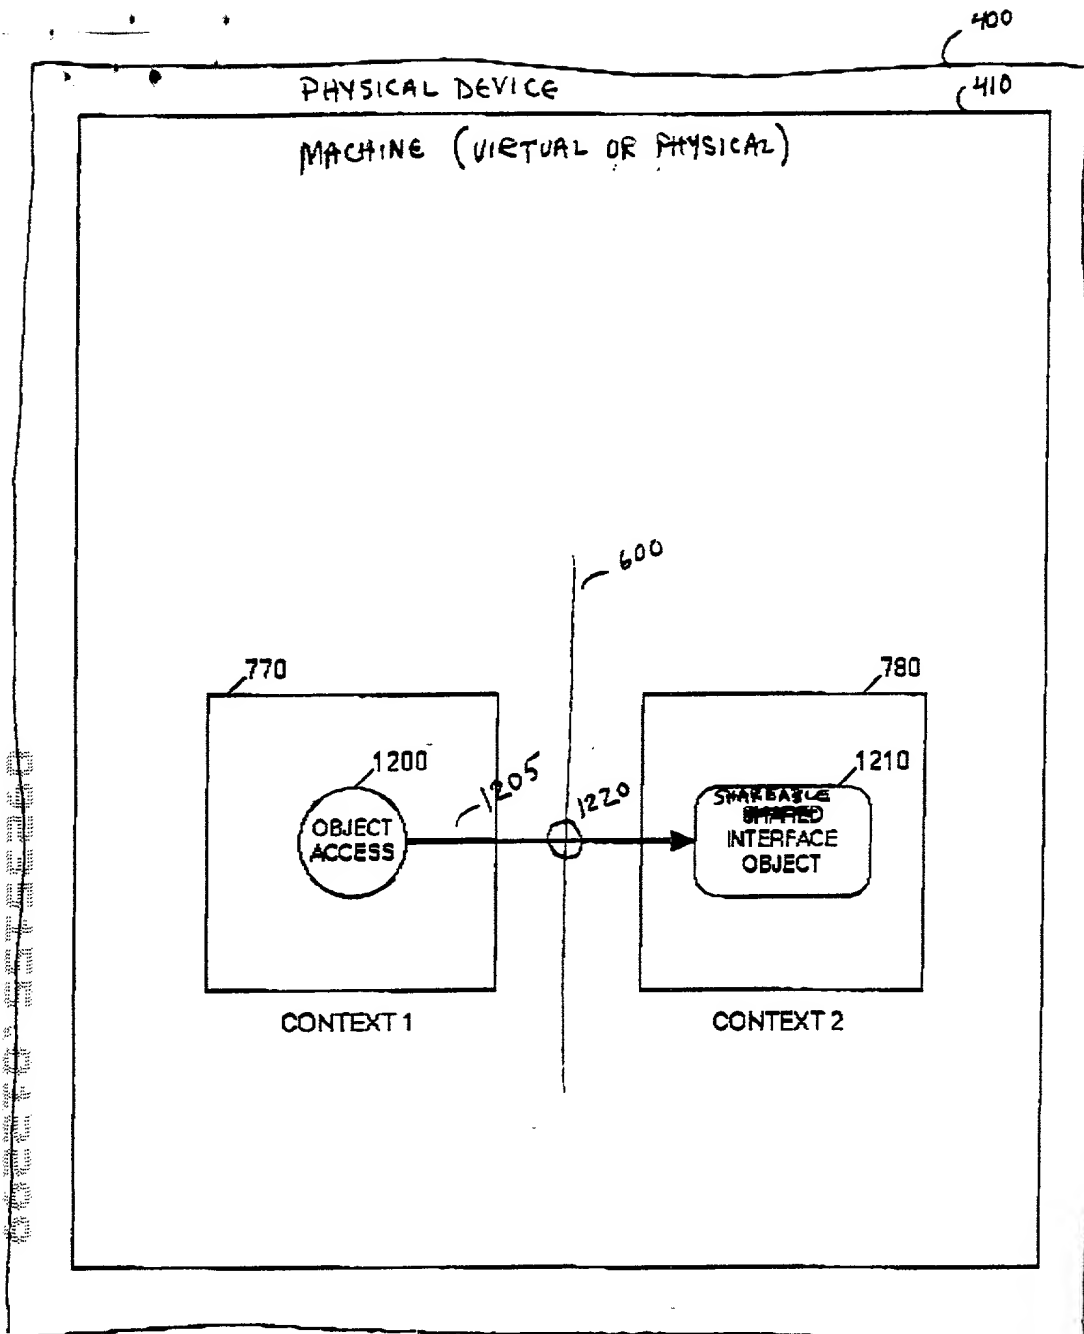 400
PHYSICAL DEVICE
410
MACHINE (VIRTUAL OR PHYSICAL)
600
770
780
1200
1205
1220
1210
OBJECT
ACCESS
SHAREABLE
SHARED
INTERFACE
OBJECT
CONTEXT 1
CONTEXT 2